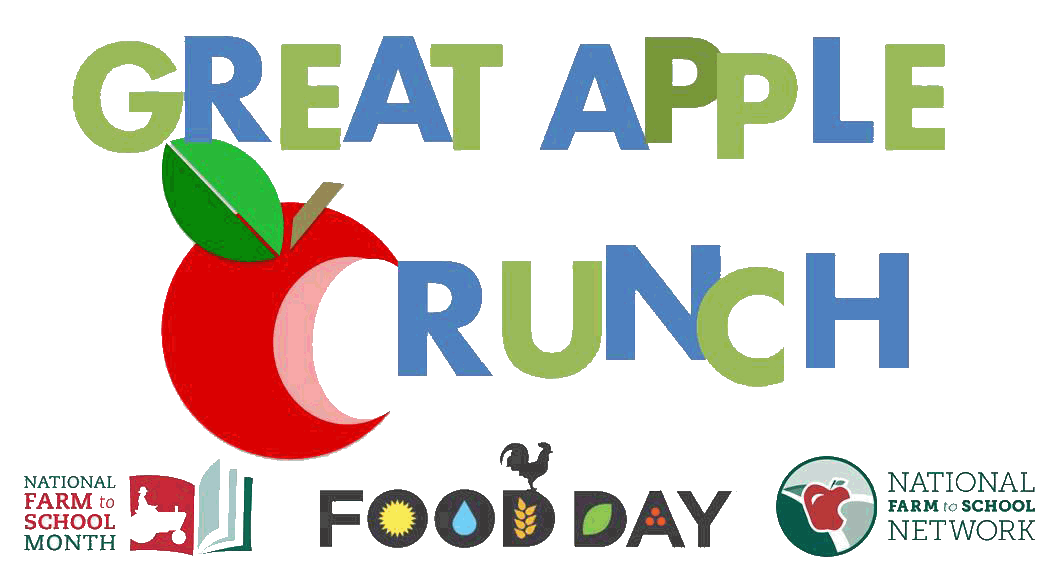 GREAT APPLE
CRUNCH
NATIONAL
FARM to
SCHOOL
MONTH
FOOD DAY
NATIONAL
FARM to SCHOOL
NETWORK